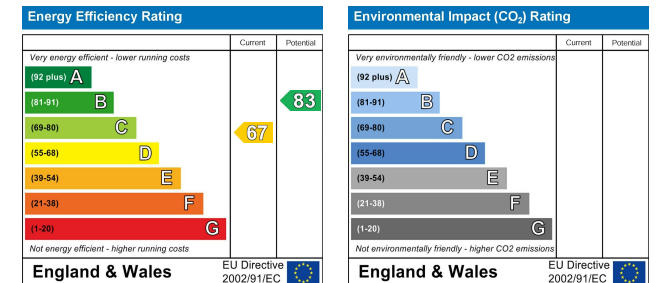 Energy Efficiency Rating
Current Potential
Very energy efficient - lower running costs
(92 plus) A
(81-91) B
83
(69-80) C
67
(55-68) D
(39-54) E
(21-38) F
(1-20) G
Not energy efficient - higher running costs
England & Wales
EU Directive
2002/91/EC
Environmental Impact (CO₂) Rating
Current Potential
Very environmentally friendly - lower CO2 emissions
(92 plus) A
(81-91) B
(69-80) C
(55-68) D
(39-54) E
(21-38) F
(1-20) G
Not environmentally friendly - higher CO2 emissions
England & Wales
EU Directive
2002/91/EC